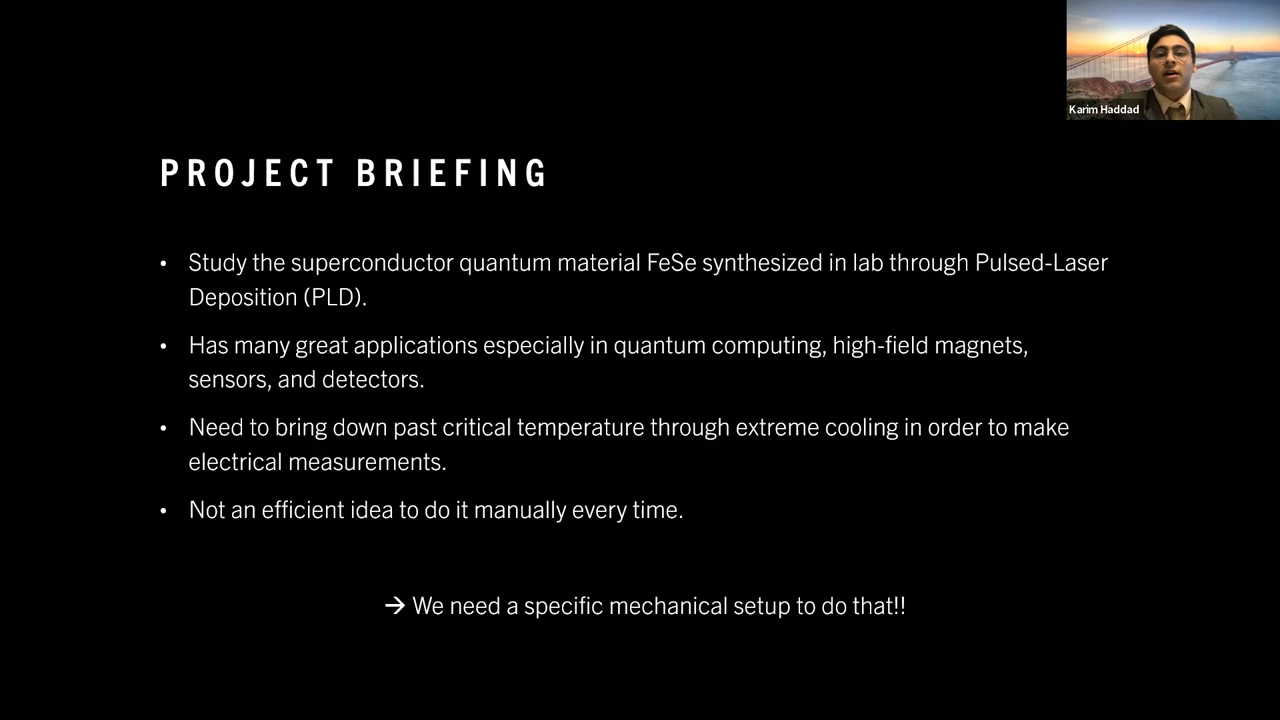 Karim Haddad
PROJECT BRIEFING
• Study the superconductor quantum material FeSe synthesized in lab through Pulsed-Laser
Deposition (PLD).
• Has many great applications especially in quantum computing, high-field magnets,
sensors, and detectors.
• Need to bring down past critical temperature through extreme cooling in order to make
electrical measurements.
• Not an efficient idea to do it manually every time.
→ We need a specific mechanical setup to do that!!